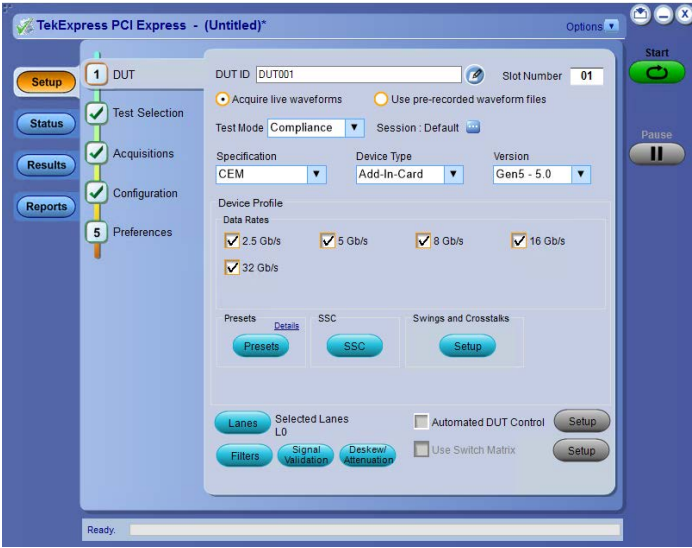 TekExpress PCI Express - (Untitled)*
Options
Start
Pause
Setup
Status
Results
Reports
1 DUT
Test Selection
Acquisitions
Configuration
5 Preferences
DUT ID DUT001
Slot Number 01
Acquire live waveforms
Use pre-recorded waveform files
Test Mode Compliance
Session : Default
Specification Device Type Version
CEM Add-In-Card Gen5 - 5.0
Device Profile
Data Rates
2.5 Gb/s 5 Gb/s 8 Gb/s 16 Gb/s
32 Gb/s
Presets SSC Swings and Crosstalks
Details
Presets SSC Setup
Lanes Selected Lanes
L0
Automated DUT Control Setup
Filters Signal Validation Deskew/ Attenuation
Use Switch Matrix Setup
Ready.